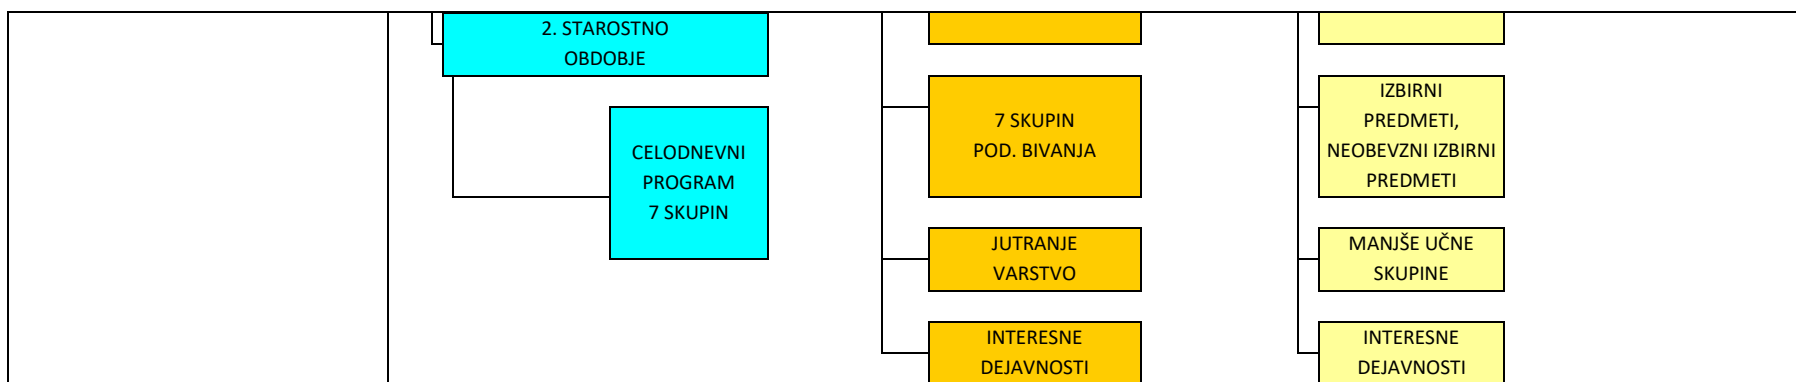 2. STAROSTNO
OBDOBJE
CELODNEVNI
PROGRAM
7 SKUPIN
7 SKUPIN
POD. BIVANJA
JUTRANJE
VARSTVO
INTERESNE
DEJAVNOSTI
IZBIRNI
PREDMETI,
NEOBEVZNI IZBIRNI
PREDMETI
MANJŠE UČNE
SKUPINE
INTERESNE
DEJAVNOSTI